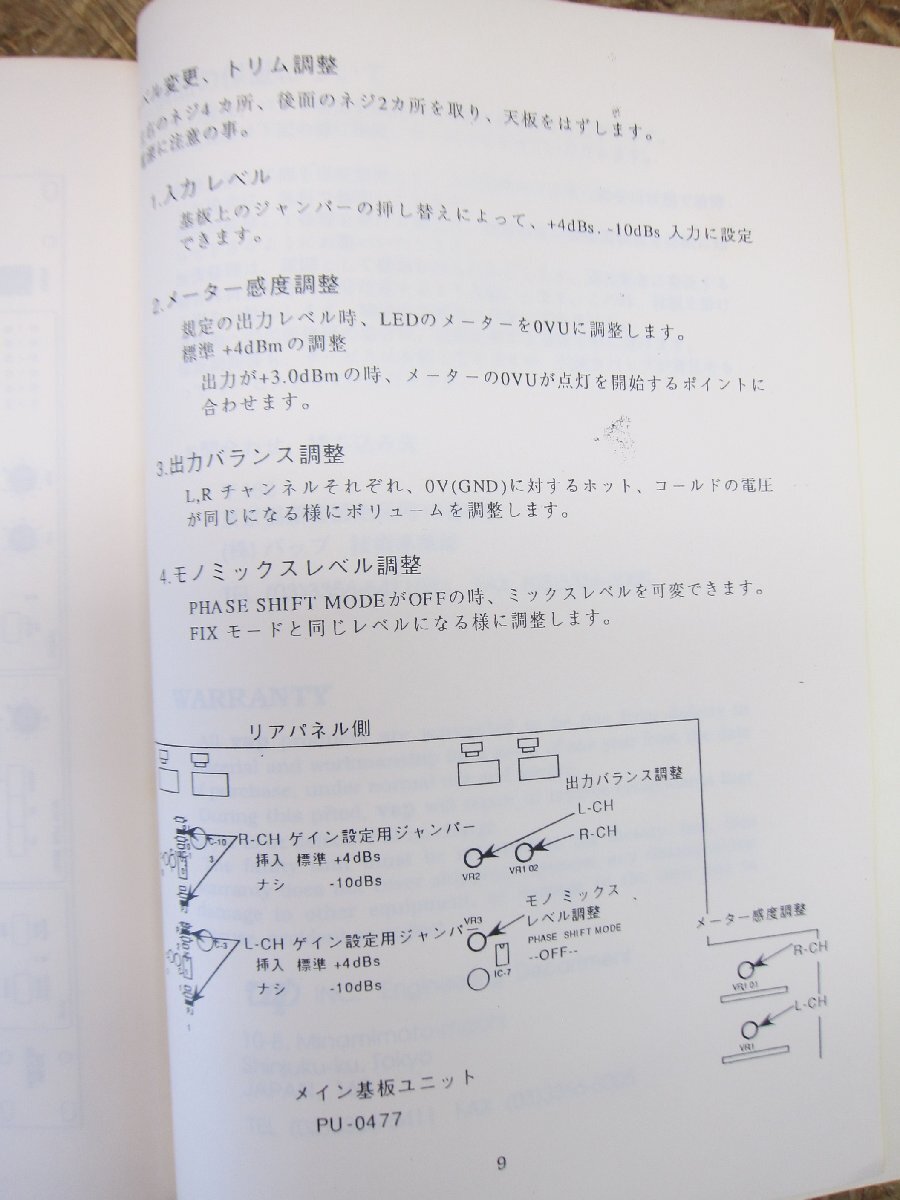 ベル変更、トリム調整
のネジ4 カ所、後面のネジ2カ所を取り、天板をはずします。
に注意の事。
1.入力 レベル
基板上のジャンパーの挿し替えによって、+4dBs, -10dBs 入力に設定
できます。
2.メーター感度調整
規定の出力レベル時、LEDのメーターを0VUに調整します。
標準 +4dBmの調整
出力が+3.0dBmの時、メーターの0VUが点灯を開始するポイントに
合わせます。
3.出力バランス調整
L,R チャンネルそれぞれ、0V(GND)に対するホット、コールドの電圧
が同じになる様にボリュームを調整します。
4.モノミックスレベル調整
PHASE SHIFT MODEがOFFの時、ミックスレベルを可変できます。
FIX モードと同じレベルになる様に調整します。
WARRANTY
リアパネル側
出力バランス調整
L-CH
R-CH
VR2
VR102
R-CH ゲイン設定用ジャンパー
挿入 標準 +4dBs
ナシ -10dBs
モノ ミックス
レベル調整
PHASE SHIFT MODE
--OFF--
VR3
IC-7
L-CH ゲイン設定用ジャンパー
挿入 標準 +4dBs
ナシ -10dBs
メーター感度調整
R-CH
VR101
L-CH
VR1
メイン基板ユニット
PU-0477
9